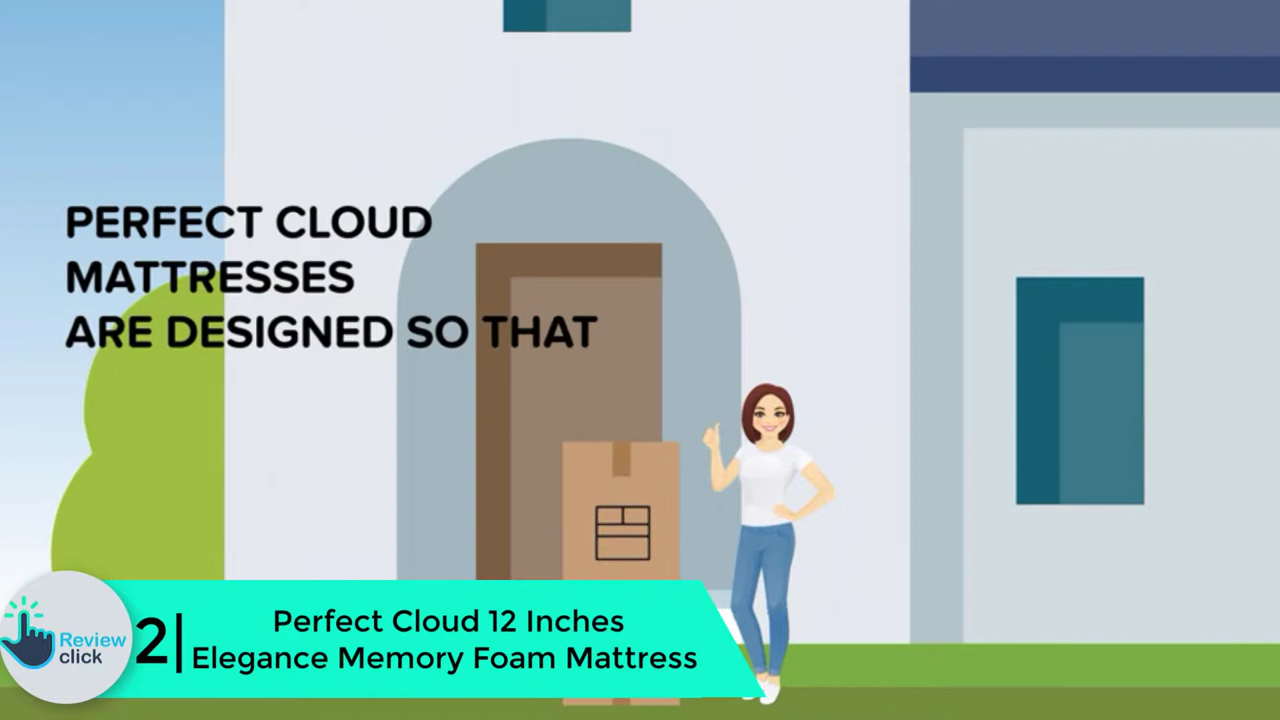 PERFECT CLOUD
MATTRESSES
ARE DESIGNED SO THAT
Review
click
2
Perfect Cloud 12 Inches
Elegance Memory Foam Mattress